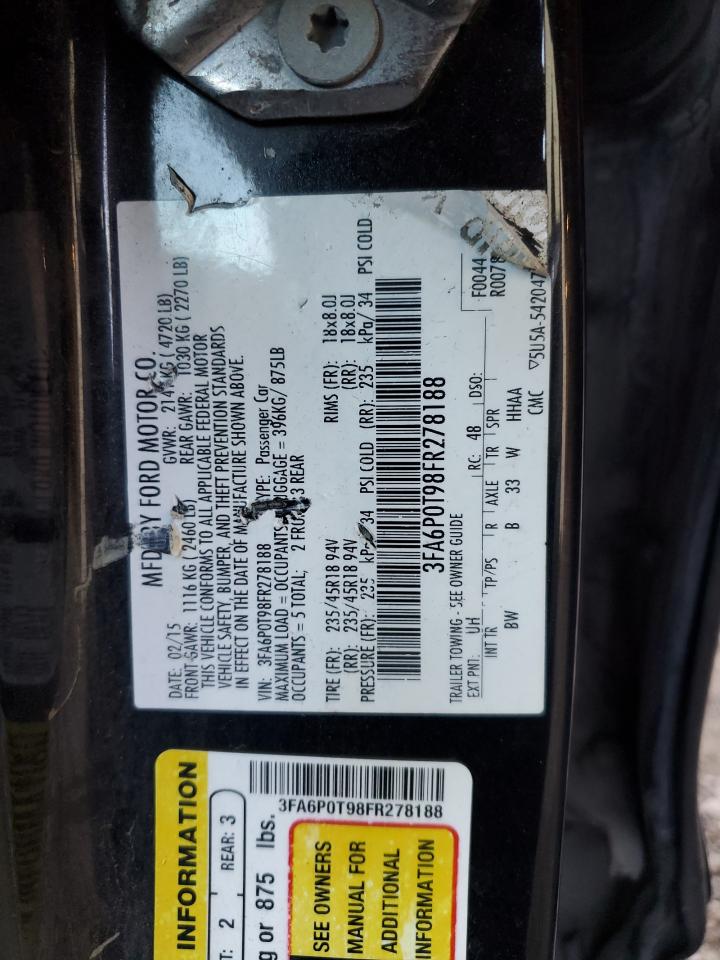 MFD BY FORD MOTOR CO.
DATE: 02/15 GVWR: KG ( 4720 LB)
FRONT GAWR: 1116 KG ( 2460 LB) REAR GAWR: 1030 KG ( 2270 LB)
THIS VEHICLE CONFORMS TO ALL APPLICABLE FEDERAL MOTOR
VEHICLE SAFETY, BUMPER, AND THEFT PREVENTION STANDARDS
IN EFFECT ON THE DATE OF MANUFACTURE SHOWN ABOVE.
VIN: 3FA6P0T98FR278188 TYPE: Passenger Car
MAXIMUM LOAD = OCCUPANTS LUGGAGE = 396KG/ 875LB
OCCUPANTS = 5 TOTAL; 2 3 REAR
TIRE (FR): 235/45R18 94V RIMS (FR): 18x8.0J
(RR): 235/45R18 94V (RR): 18x8.0J
PRESSURE (FR): 235 kPa/ 34 PSI COLD (RR): 235 kPa/ 34 PSI COLD
3FA6P0T98FR278188
TRAILER TOWING - SEE OWNER GUIDE F0044
EXT PNT: UH RC: 48 DSO: R0078
INT TR TP/PS R AXLE TR SPR
BW B 33 W HHAA
CMC ▽5U5A-542047
INFORMATION
2 REAR: 3
or 875 lbs.
3FA6P0T98FR278188
SEE OWNERS
MANUAL FOR
ADDITIONAL
INFORMATION